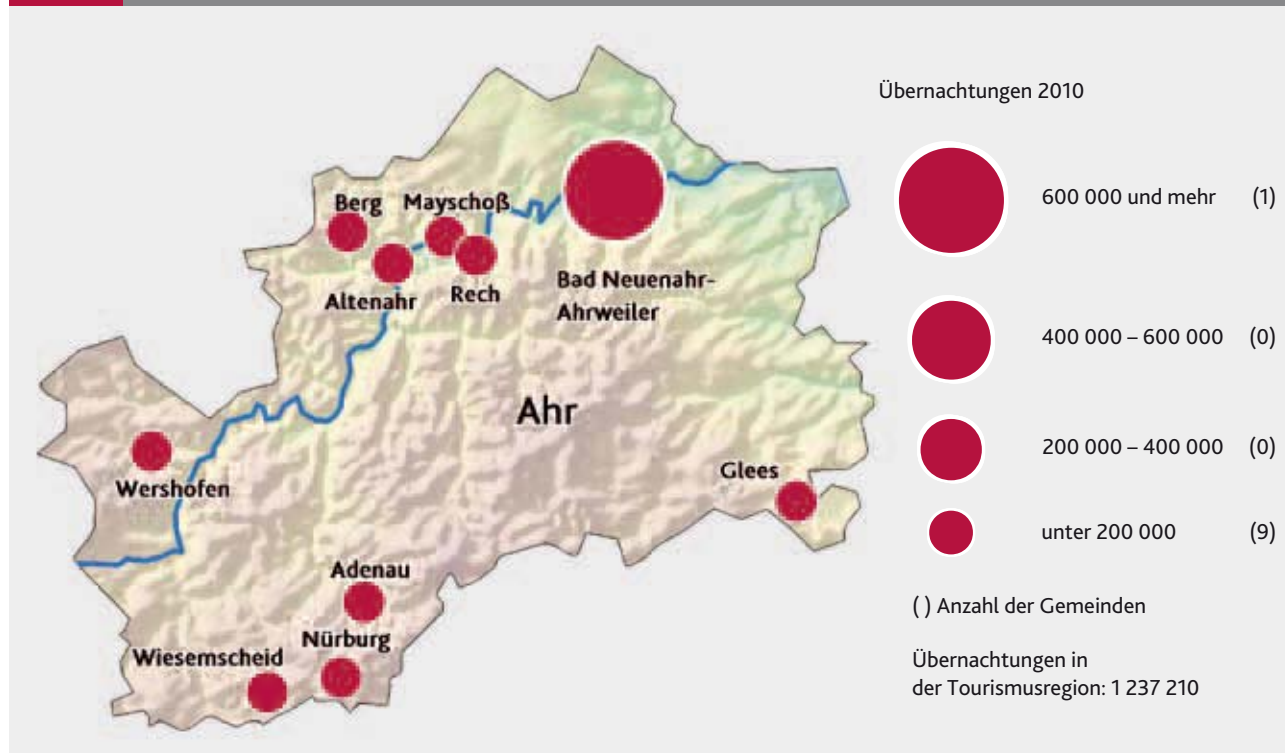 Übernachtungen 2010
600 000 und mehr (1)
400 000 – 600 000 (0)
200 000 – 400 000 (0)
unter 200 000 (9)
( ) Anzahl der Gemeinden
Übernachtungen in
der Tourismusregion: 1 237 210
Berg
Mayschoß
Altenahr
Rech
Bad Neuenahr-
Ahrweiler
Ahr
Wershofen
Glees
Adenau
Nürburg
Wiesemscheid